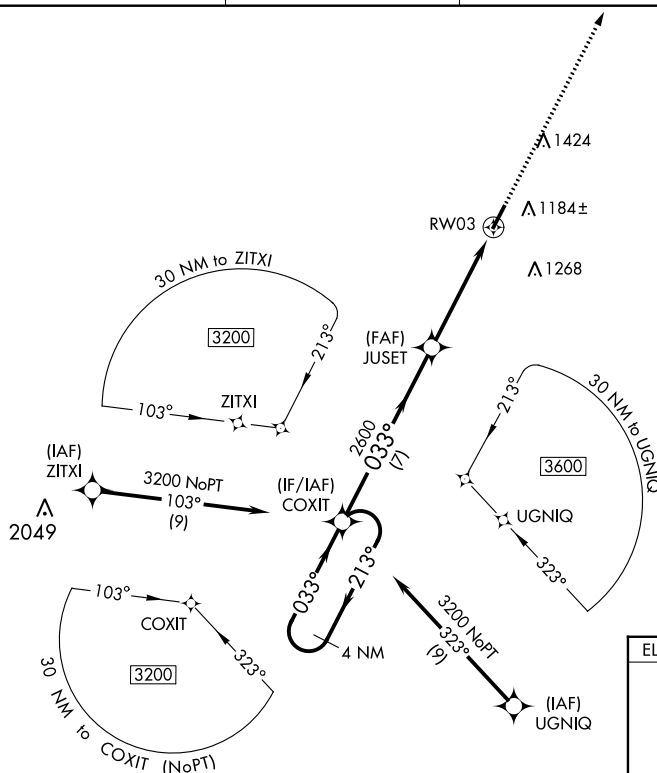 1424
1184±
RW03
1268
30 NM to ZITXI
3200
213°
(FAF)
JUSET
103°
ZITXI
213°
30 NM to UGNIQ
3600
(IAF)
ZITXI
3200 NoPT
103°
(9)
2600
033°
(7)
(IF/IAF)
COXIT
UGNIQ
323°
2049
033°
213°
103°
COXIT
323°
3200
30 NM to COXIT (NoPT)
4 NM
3200 NoPT
323°
(9)
(IAF)
UGNIQ
EL